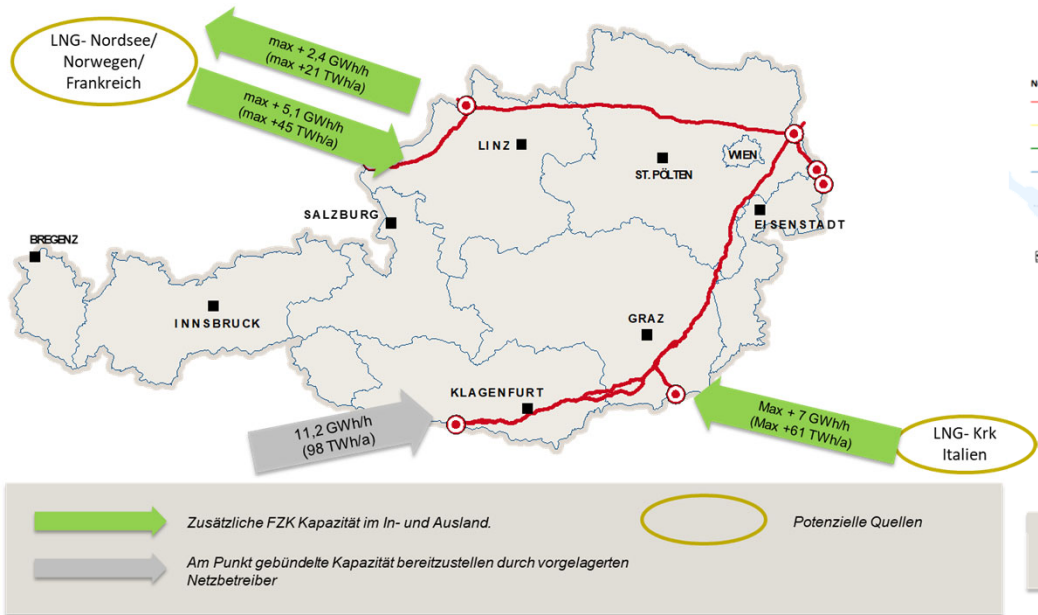 LNG- Nordsee/
Norwegen/
Frankreich
max + 2,4 GWh/h
(max +21 TWh/a)
max + 5,1 GWh/h
(max +45 TWh/a)
N
LINZ
WIEN
ST.PÖLTEN
SALZBURG
EISENSTADT
BREGENZ
INNSBRUCK
GRAZ
KLAGENFURT
11,2 GWh/h
(98 TWh/a)
Max + 7 GWh/h
(Max +61 TWh/a)
LNG- Krk
Italien
Zusätzliche FZK Kapazität im In- und Ausland.
Potenzielle Quellen
Am Punkt gebündelte Kapazität bereitzustellen durch vorgelagerten
Netzbetreiber